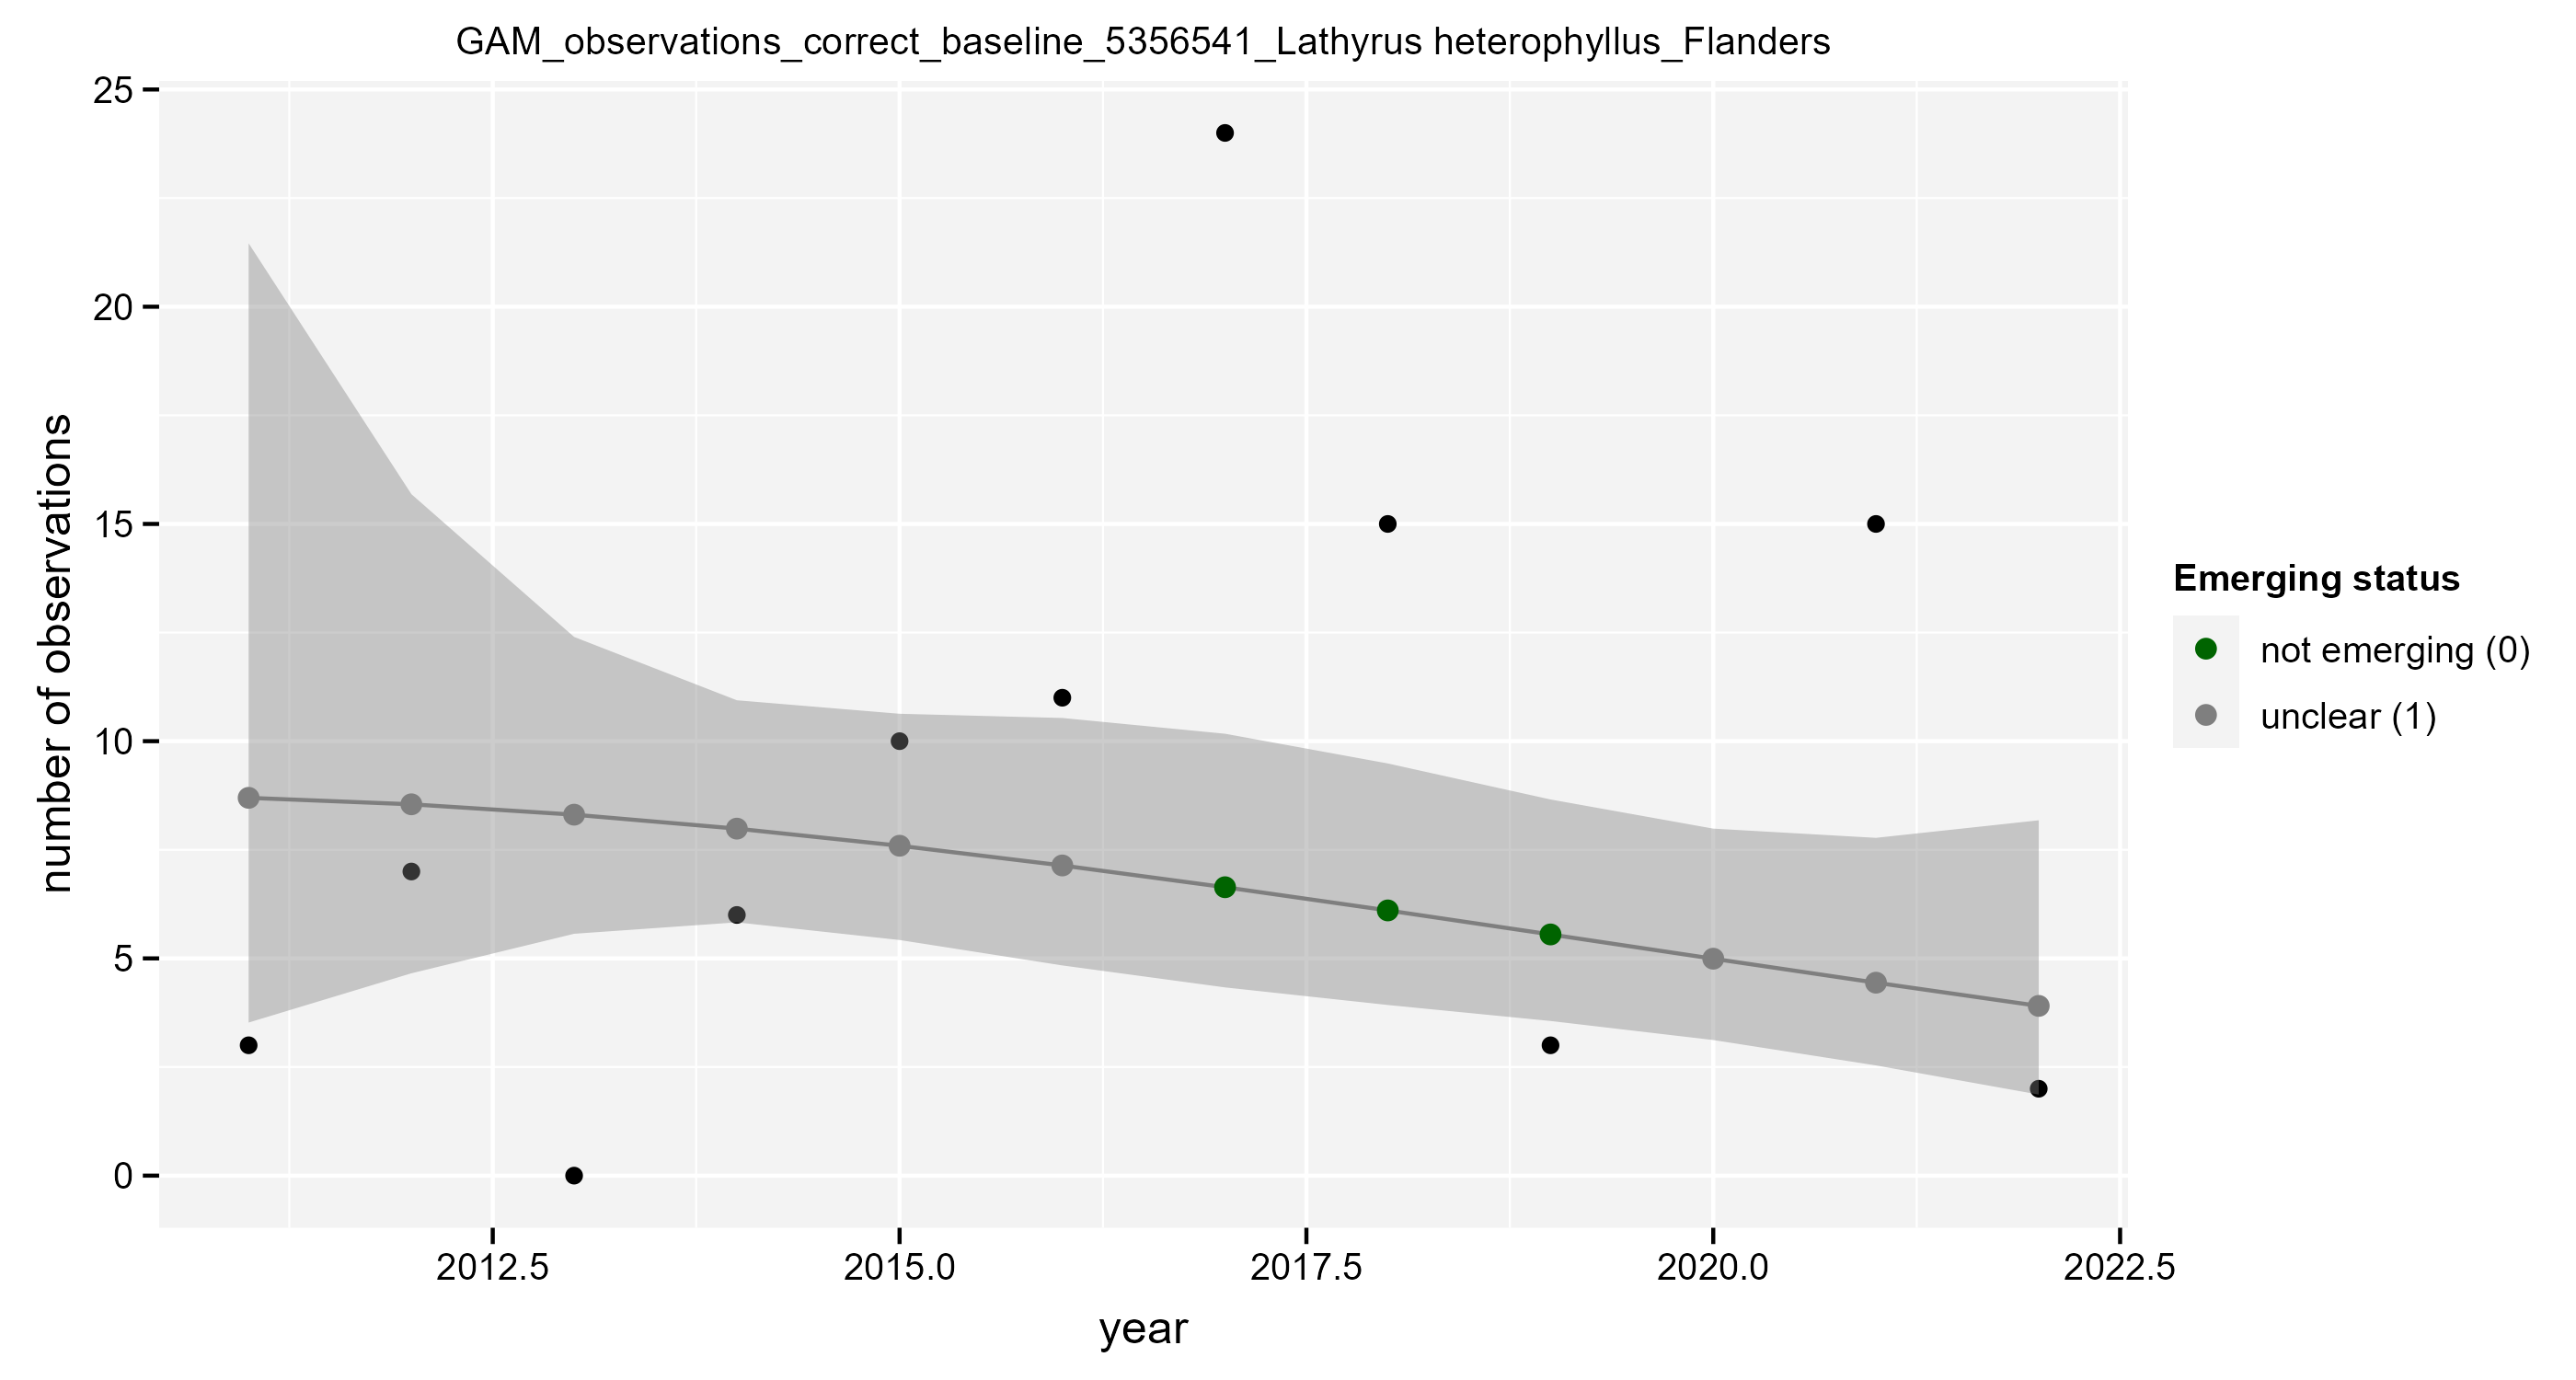 GAM_observations_correct_baseline_5356541_Lathyrus heterophyllus_Flanders
25
20
15
10
5
0
number of observations
2012.5
2015.0
2017.5
2020.0
2022.5
year
Emerging status
not emerging (0)
unclear (1)